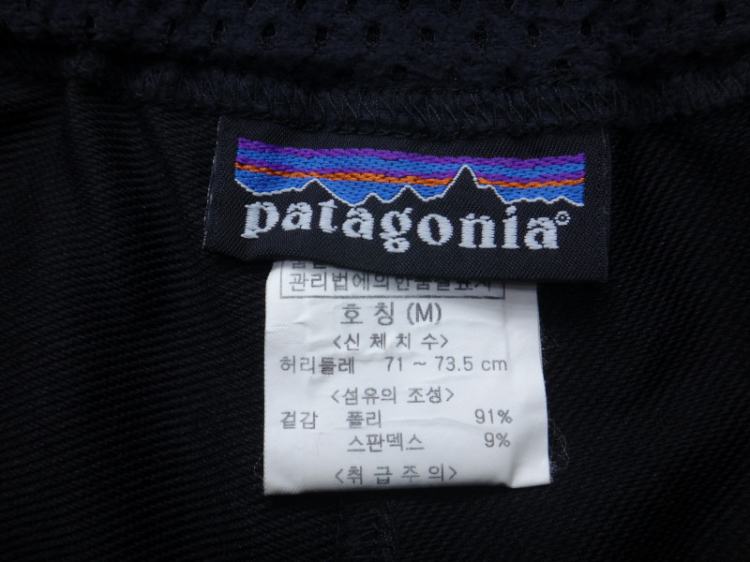 patagonia®
관리법에의한품질표시
호 칭 (M)
<신 체 치 수>
허리둘레 71 ~ 73.5 cm
<섬유의 조성>
겉감 폴리 91%
스판덱스 9%
<취 급 주 의>